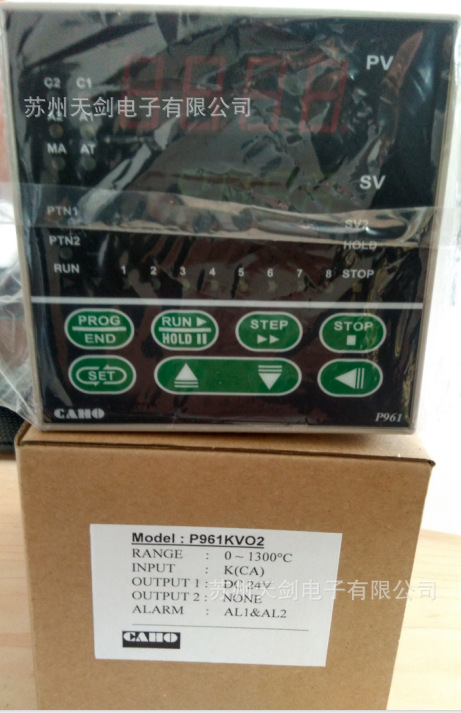 PV
C2 C1
苏州天剑电子有限公司
MA AT
SV
PTN1
SV2
PTN2
HOLD
RUN 1 2 3 4 5 6 7 8 STOP
PROG
END
RUN ▶
HOLD II
STEP
▶▶
STOP
■
SET
CAHO
P961
Model : P961KVO2
RANGE : 0~1300°C
INPUT : K(CA)
OUTPUT 1 : DC 24V
OUTPUT 2 : NONE
ALARM : AL1&AL2
苏州天剑电子有限公司
CAHO